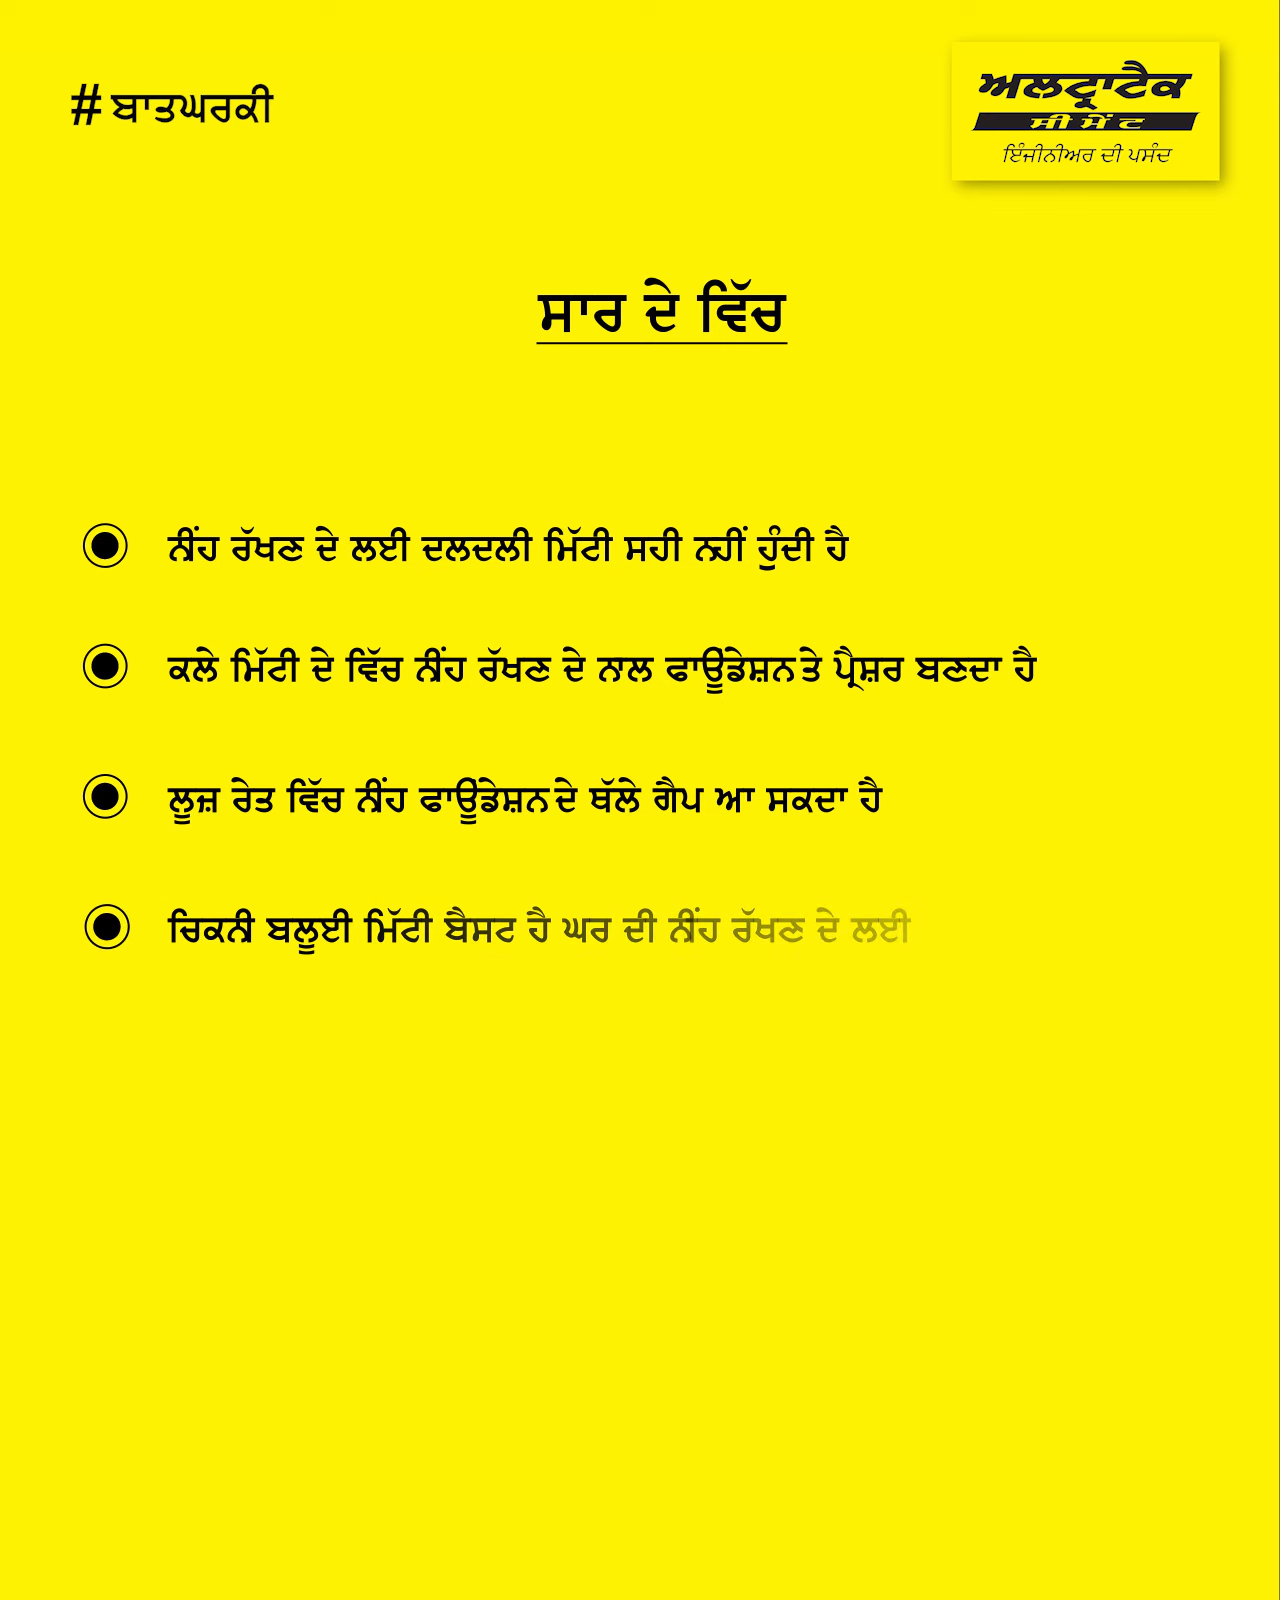 #ਬਾਤਘਰਕੀ
ਅਲਟ੍ਰਾਟੈਕ
ਸੀਮੇਂਟ
ਇੰਜੀਨੀਅਰ ਦੀ ਪਸੰਦ
ਸਾਰ ਦੇ ਵਿੱਚ
ਨੀਂਹ ਰੱਖਣ ਦੇ ਲਈ ਦਲਦਲੀ ਮਿੱਟੀ ਸਹੀ ਨਹੀਂ ਹੁੰਦੀ ਹੈ
ਕਲੇ ਮਿੱਟੀ ਦੇ ਵਿੱਚ ਨੀਂਹ ਰੱਖਣ ਦੇ ਨਾਲ ਫਾਊਂਡੇਸ਼ਨ ਤੇ ਪ੍ਰੈਸ਼ਰ ਬਣਦਾ ਹੈ
ਲੂਜ਼ ਰੇਤ ਵਿੱਚ ਨੀਂਹ ਫਾਊਂਡੇਸ਼ਨ ਦੇ ਥੱਲੇ ਗੈਪ ਆ ਸਕਦਾ ਹੈ
ਚਿਕਨੀ ਬਲੂਈ ਮਿੱਟੀ ਬੈਸਟ ਹੈ ਘਰ ਦੀ ਨੀਂਹ ਰੱਖਣ ਦੇ ਲਈ